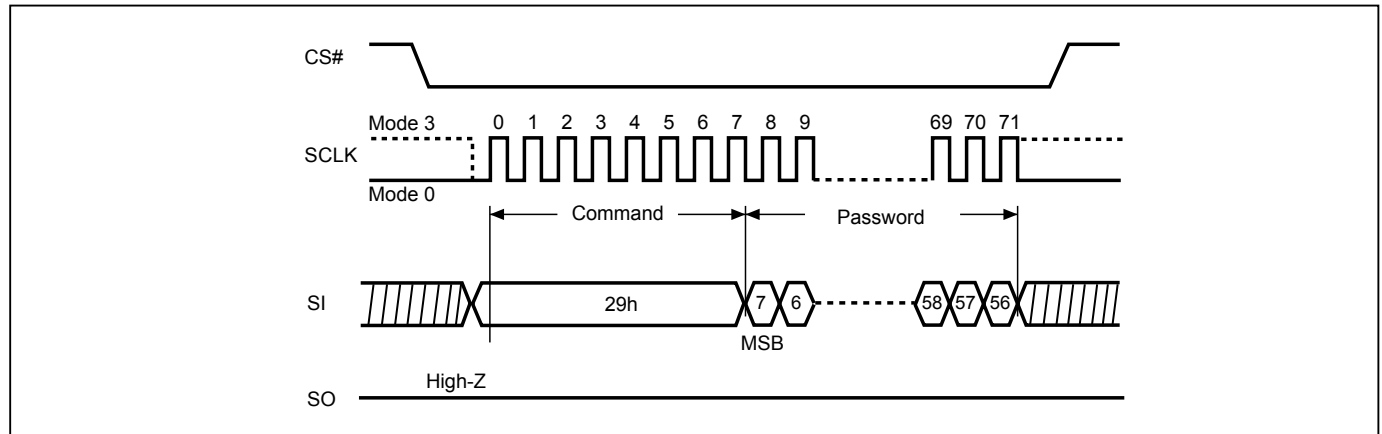 CS#
Mode 3 0 1 2 3 4 5 6 7 8 9 69 70 71
SCLK
Mode 0
Command Password
SI 29h 7 6 58 57 56
MSB
High-Z
SO